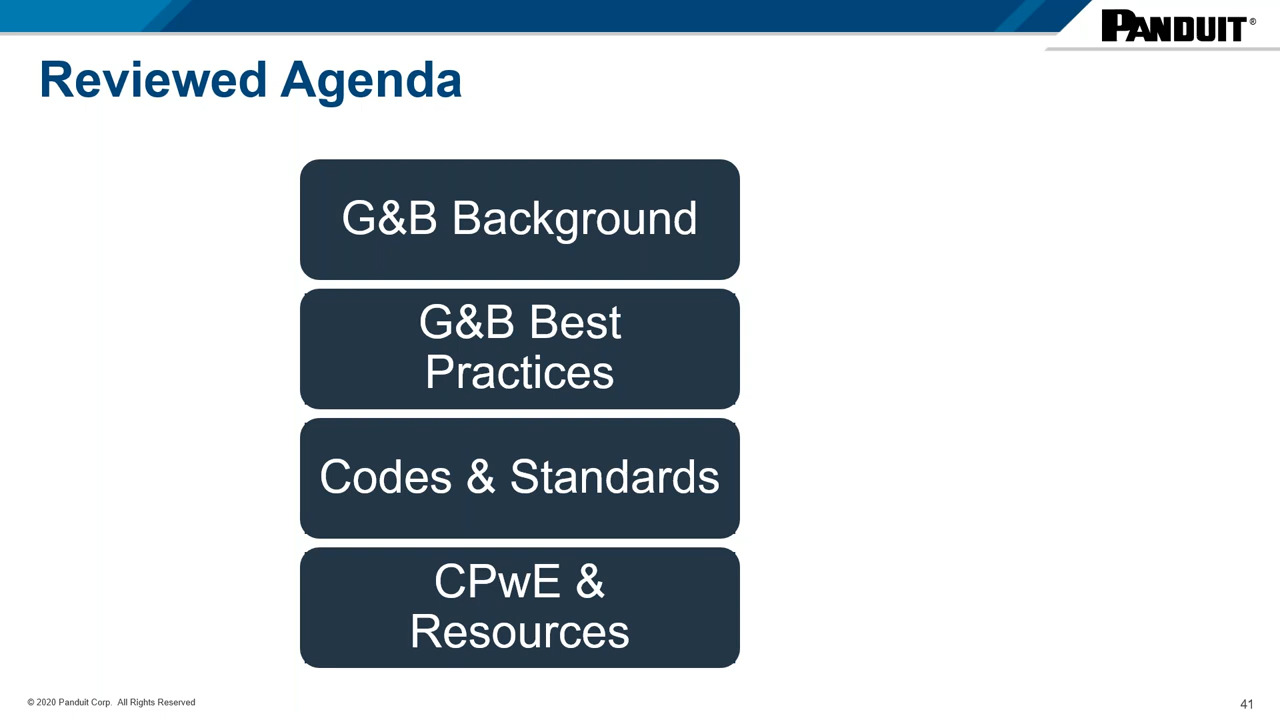 PANDUIT®
Reviewed Agenda
G&B Background
G&B Best
Practices
Codes & Standards
CPwE &
Resources
© 2020 Panduit Corp. All Rights Reserved
41